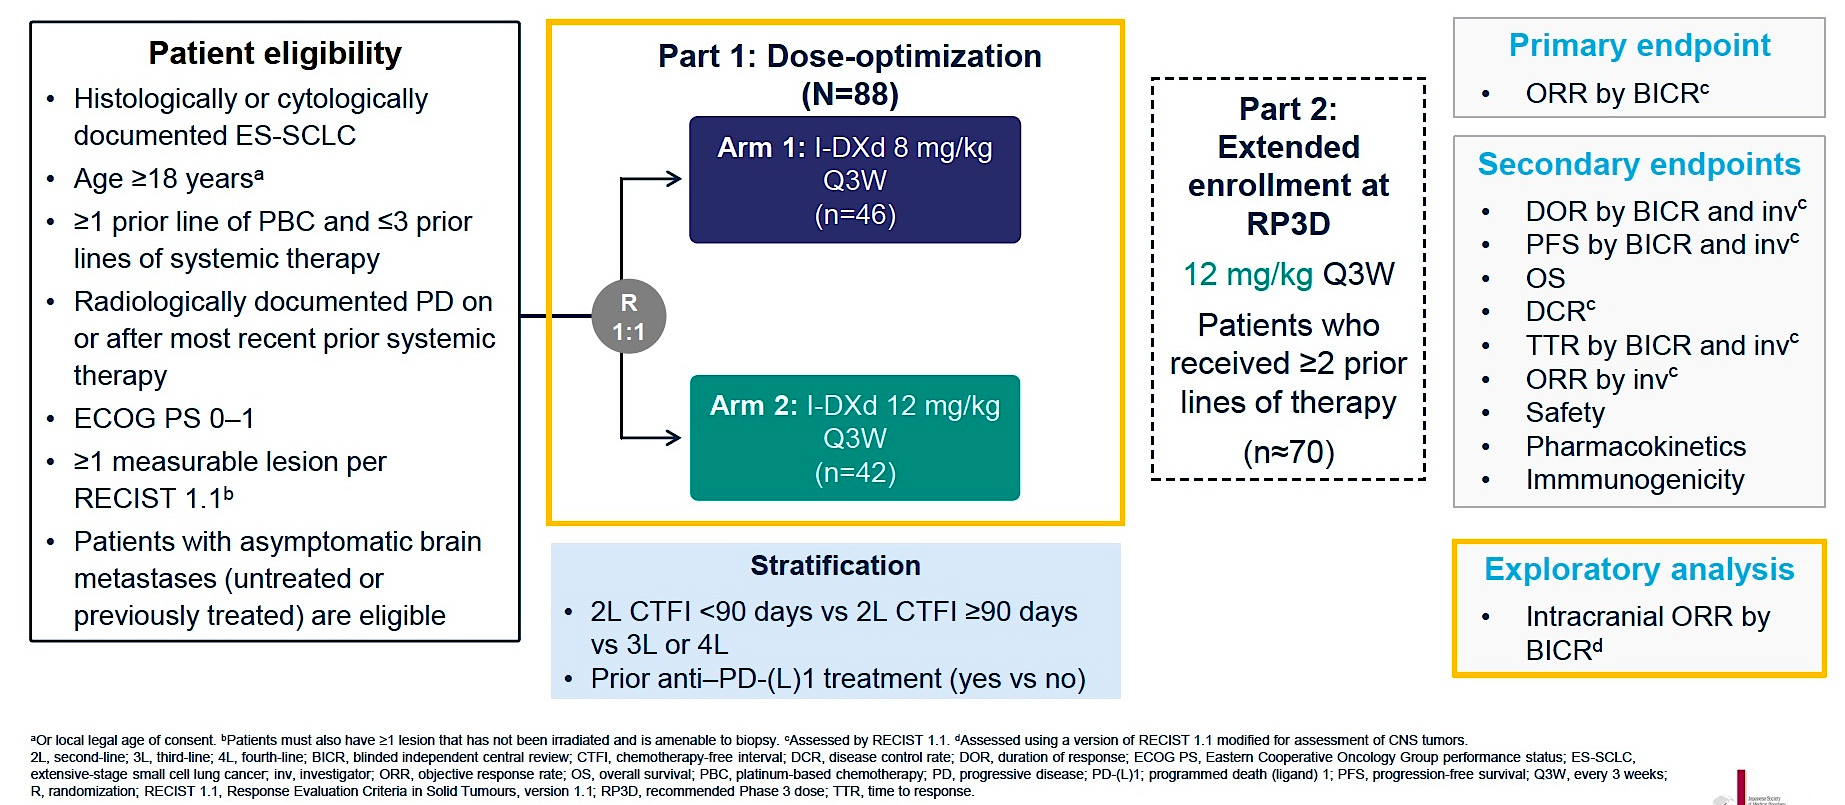 Patient eligibility
• Histologically or cytologically
documented ES-SCLC
• Age ≥18 yearsᵃ
• ≥1 prior line of PBC and ≤3 prior
lines of systemic therapy
• Radiologically documented PD on
or after most recent prior systemic
therapy
• ECOG PS 0–1
• ≥1 measurable lesion per
RECIST 1.1ᵇ
• Patients with asymptomatic brain
metastases (untreated or
previously treated) are eligible
Part 1: Dose-optimization
(N=88)
R
1:1
Arm 1: I-DXd 8 mg/kg
Q3W
(n=46)
Arm 2: I-DXd 12 mg/kg
Q3W
(n=42)
Stratification
• 2L CTFI <90 days vs 2L CTFI ≥90 days
vs 3L or 4L
• Prior anti–PD-(L)1 treatment (yes vs no)
Part 2:
Extended
enrollment at
RP3D
12 mg/kg Q3W
Patients who
received ≥2 prior
lines of therapy
(n≈70)
Primary endpoint
• ORR by BICRᶜ
Secondary endpoints
• DOR by BICR and invᶜ
• PFS by BICR and invᶜ
• OS
• DCRᶜ
• TTR by BICR and invᶜ
• ORR by invᶜ
• Safety
• Pharmacokinetics
• Immmunogenicity
Exploratory analysis
• Intracranial ORR by
BICRᵈ
ᵃOr local legal age of consent. ᵇPatients must also have ≥1 lesion that has not been irradiated and is amenable to biopsy. ᶜAssessed by RECIST 1.1. ᵈAssessed using a version of RECIST 1.1 modified for assessment of CNS tumors.
2L, second-line; 3L, third-line; 4L, fourth-line; BICR, blinded independent central review; CTFI, chemotherapy-free interval; DCR, disease control rate; DOR, duration of response; ECOG PS, Eastern Cooperative Oncology Group performance status; ES-SCLC,
extensive-stage small cell lung cancer; inv, investigator; ORR, objective response rate; OS, overall survival; PBC, platinum-based chemotherapy; PD, progressive disease; PD-(L)1; programmed death (ligand) 1; PFS, progression-free survival; Q3W, every 3 weeks;
R, randomization; RECIST 1.1, Response Evaluation Criteria in Solid Tumours, version 1.1; RP3D, recommended Phase 3 dose; TTR, time to response.
Japanese Society